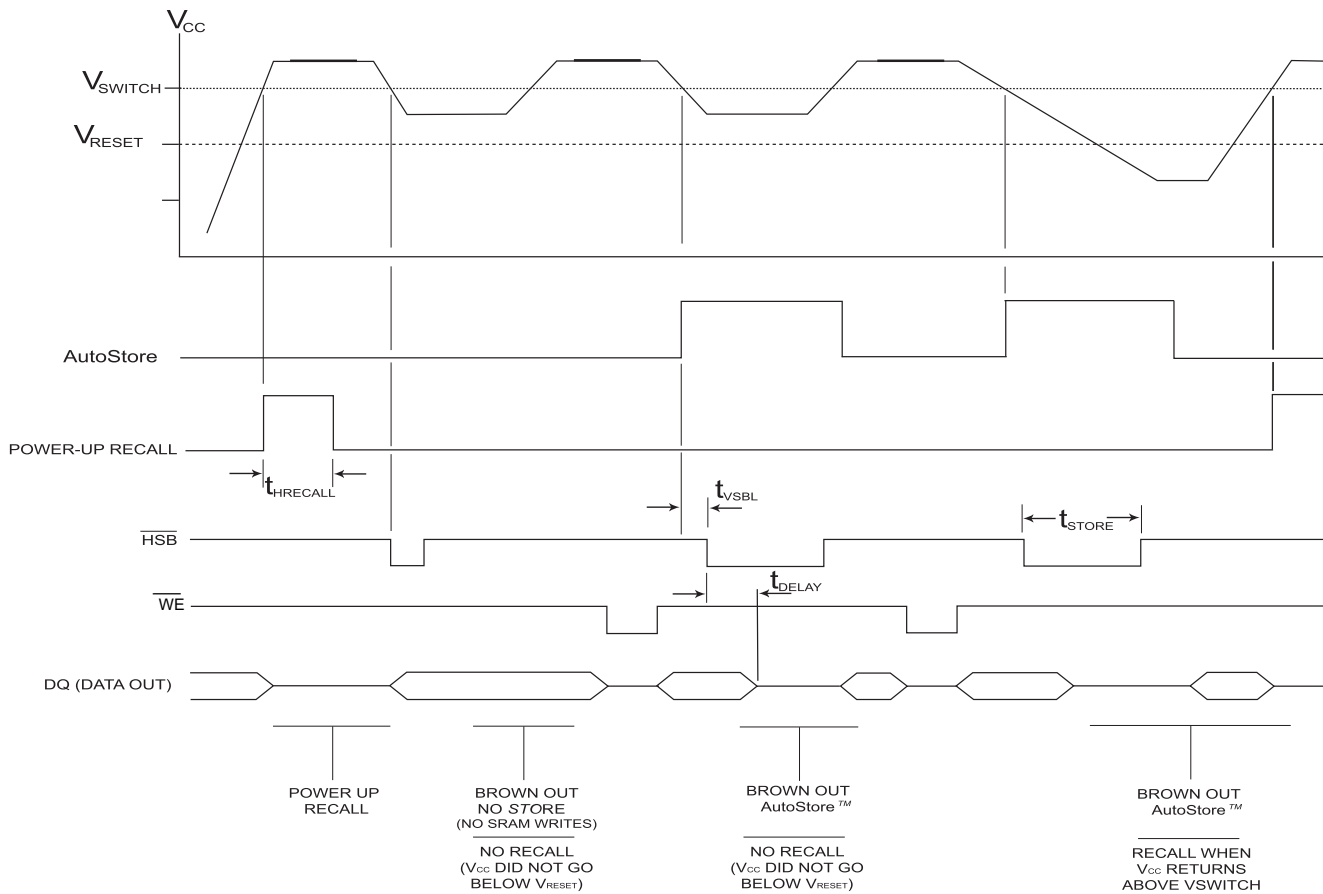 VCC
VSWITCH
VRESET
AutoStore
POWER-UP RECALL
tHRECALL
tVSBL
tSTORE
HSB
tDELAY
WE
DQ (DATA OUT)
POWER UP
RECALL
BROWN OUT
NO STORE
(NO SRAM WRITES)
NO RECALL
(VCC DID NOT GO
BELOW VRESET)
BROWN OUT
AutoStore™
NO RECALL
(VCC DID NOT GO
BELOW VRESET)
BROWN OUT
AutoStore™
RECALL WHEN
VCC RETURNS
ABOVE VSWITCH